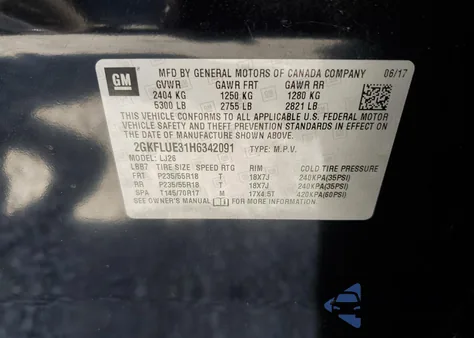 GM
MFD BY GENERAL MOTORS OF CANADA COMPANY 06/17
GVWR GAWR FRT GAWR RR
2404 KG 1250 KG 1280 KG
5300 LB 2755 LB 2821 LB
THIS VEHICLE CONFORMS TO ALL APPLICABLE U.S. FEDERAL MOTOR
VEHICLE SAFETY AND THEFT PREVENTION STANDARDS IN EFFECT ON
THE DATE OF MANUFACTURE SHOWN ABOVE.
2GKFLUE31H6342091 TYPE: M.P.V.
MODEL: LJ26
LBB7 TIRE SIZE SPEED RTG RIM COLD TIRE PRESSURE
FRT P235/55R18 T 18X7J 240KPA(35PSI)
RR P235/55R18 T 18X7J 240KPA(35PSI)
SPA T145/70R17 M 17X4.5T 420KPA(60PSI)
SEE OWNER'S MANUAL FOR MORE INFORMATION.